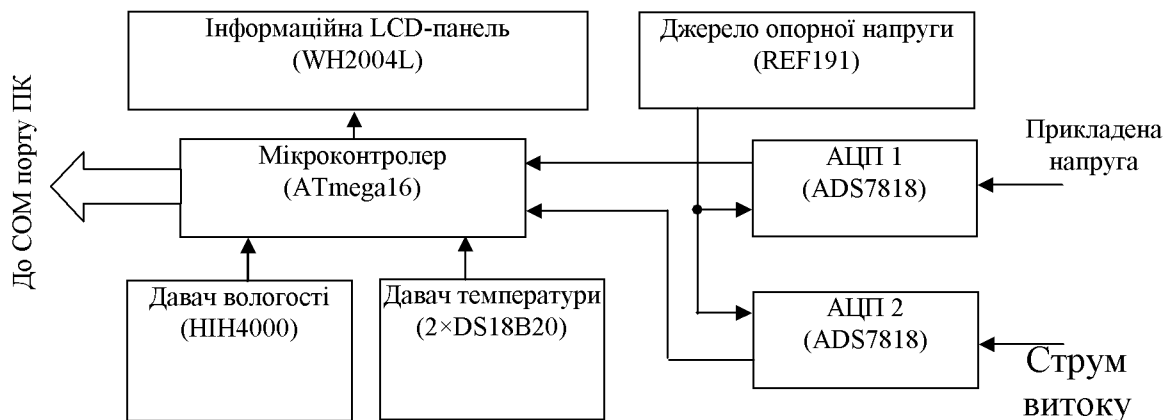 Інформаційна LCD-панель
(WH2004L)
Джерело опорної напруги
(REF191)
До COM порту ПК
Мікроконтролер
(ATmega16)
АЦП 1
(ADS7818)
Прикладена
напруга
Давач вологості
(HIH4000)
Давач температури
(2×DS18B20)
АЦП 2
(ADS7818)
Струм
витоку